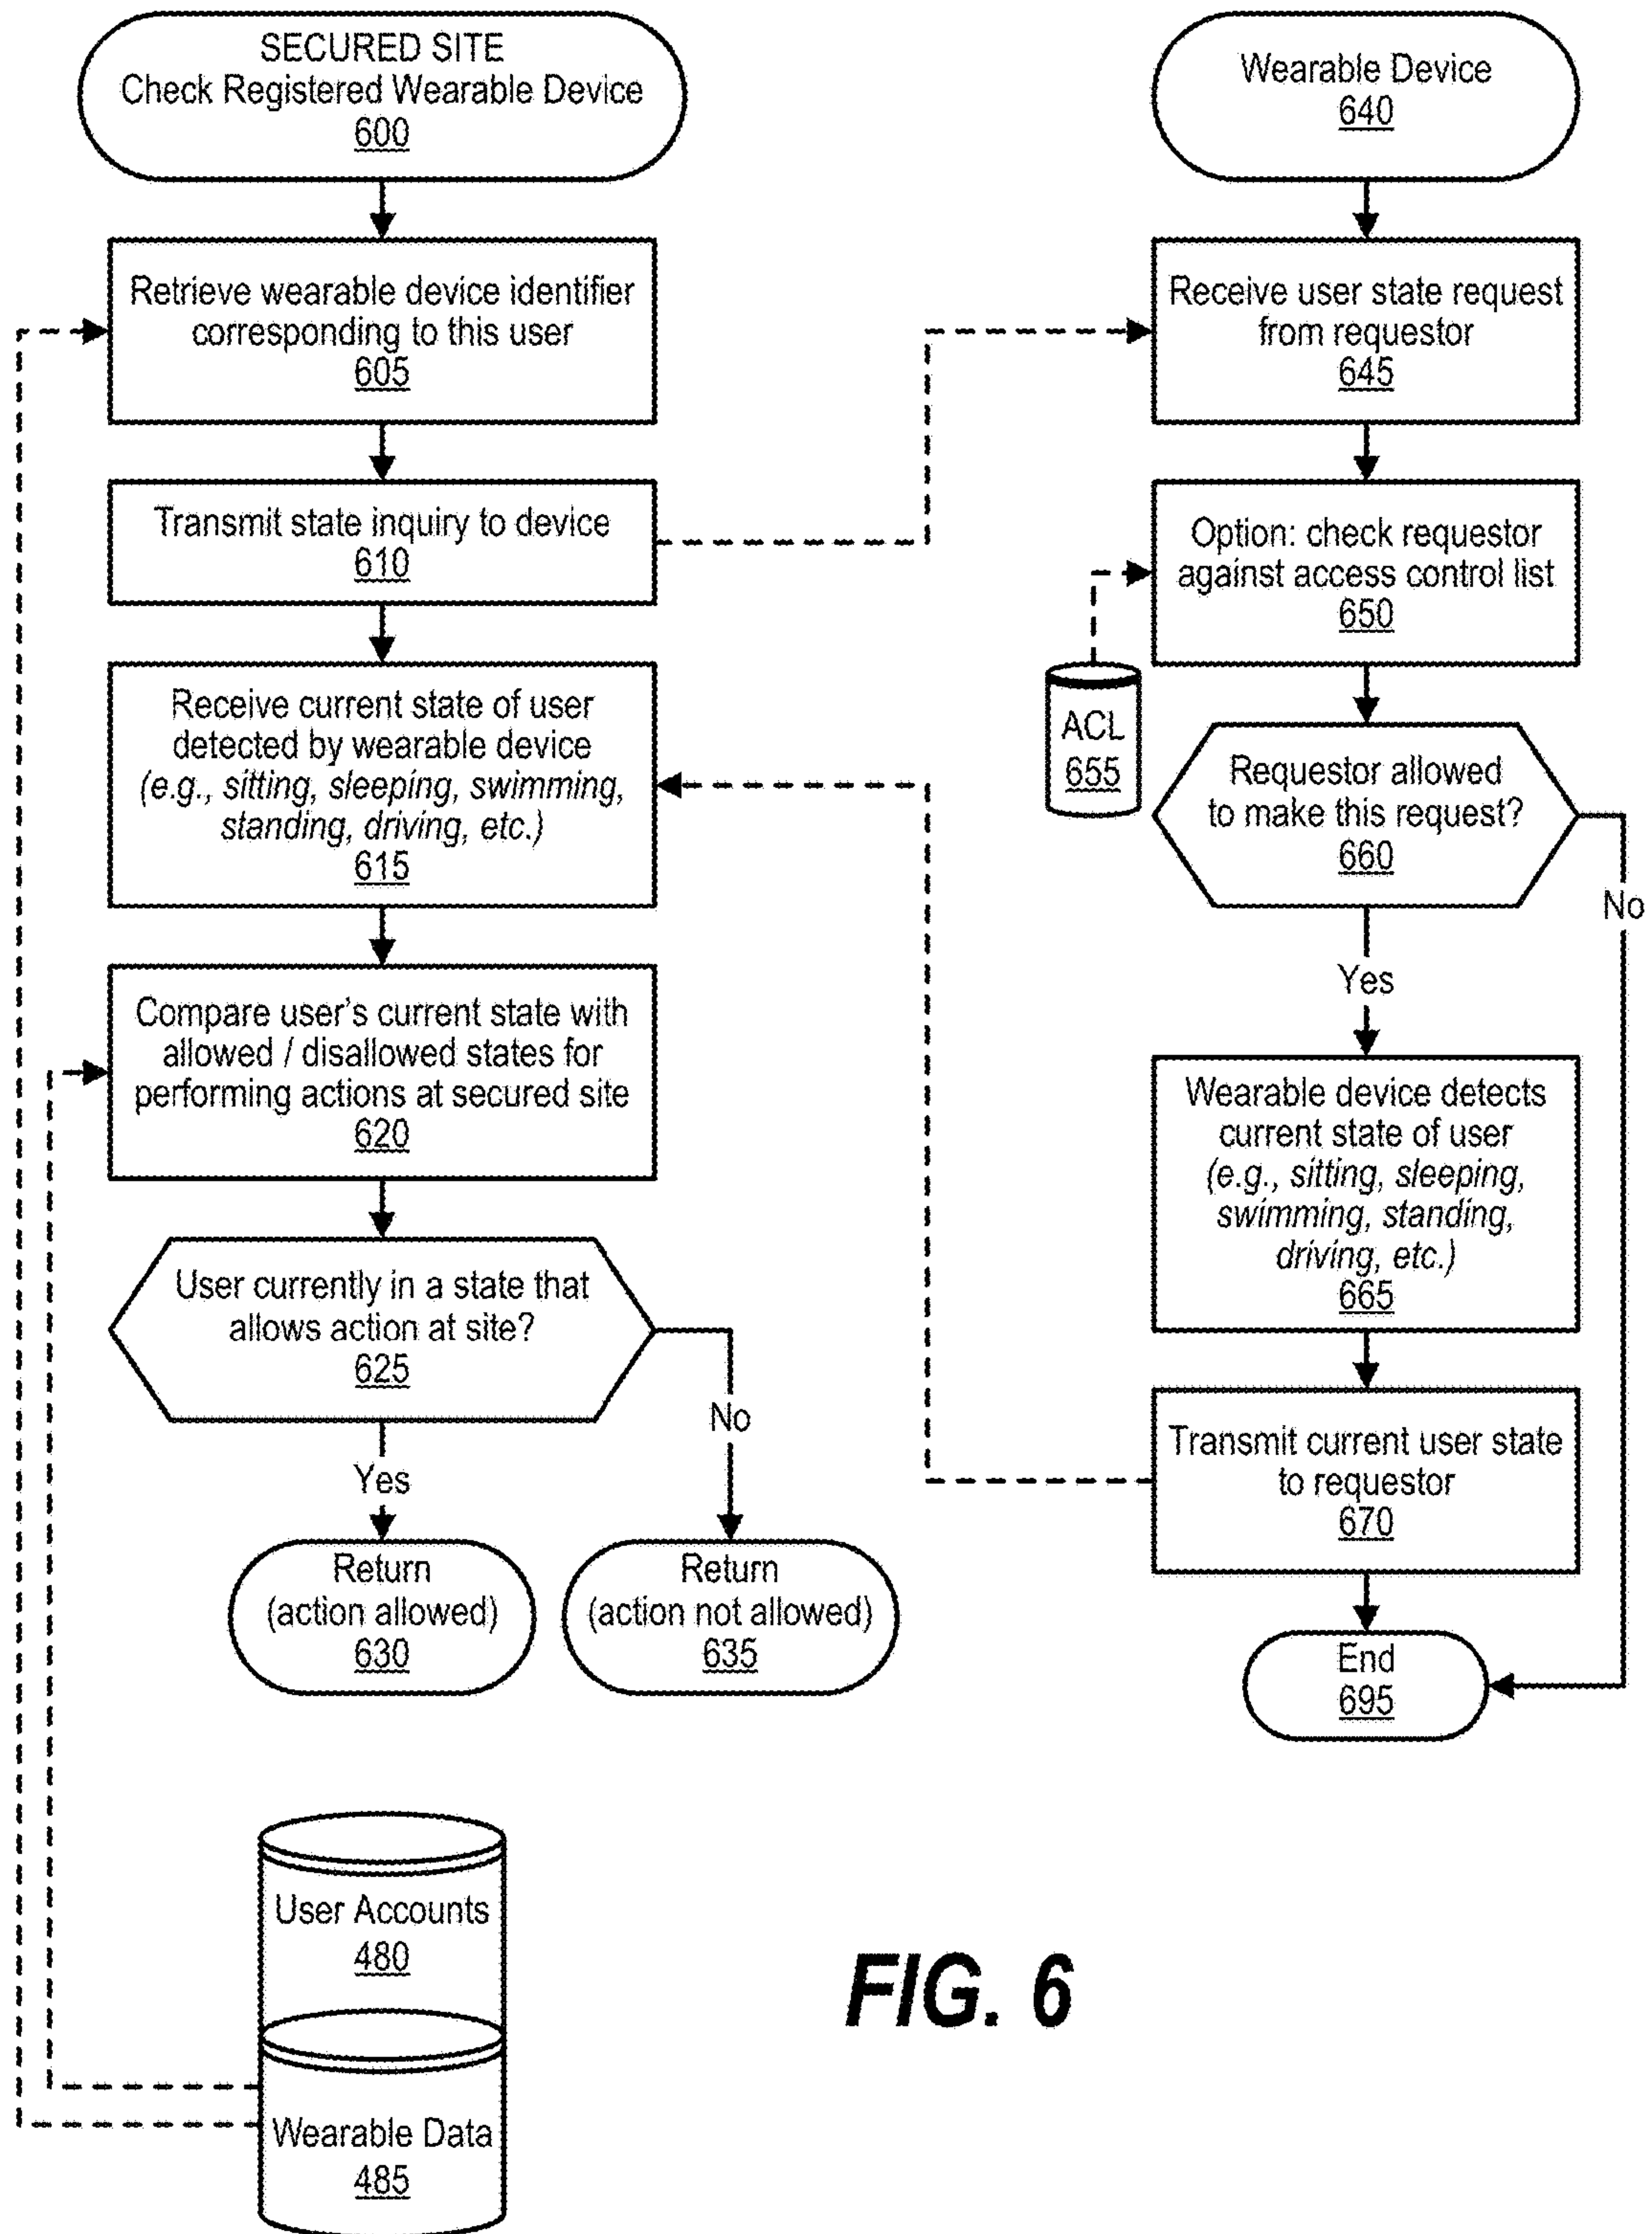 SECURED SITE
Check Registered Wearable Device
600
Retrieve wearable device identifier
corresponding to this user
605
Transmit state inquiry to device
610
Receive current state of user
detected by wearable device
(e.g., sitting, sleeping, swimming,
standing, driving, etc.)
615
Compare user's current state with
allowed / disallowed states for
performing actions at secured site
620
User currently in a state that
allows action at site?
625
Yes
No
Return
(action allowed)
630
Return
(action not allowed)
635
User Accounts
480
Wearable Data
485
Wearable Device
640
Receive user state request
from requestor
645
Option: check requestor
against access control list
650
ACL
655
Requestor allowed
to make this request?
660
No
Yes
Wearable device detects
current state of user
(e.g., sitting, sleeping,
swimming, standing,
driving, etc.)
665
Transmit current user state
to requestor
670
End
695
FIG. 6